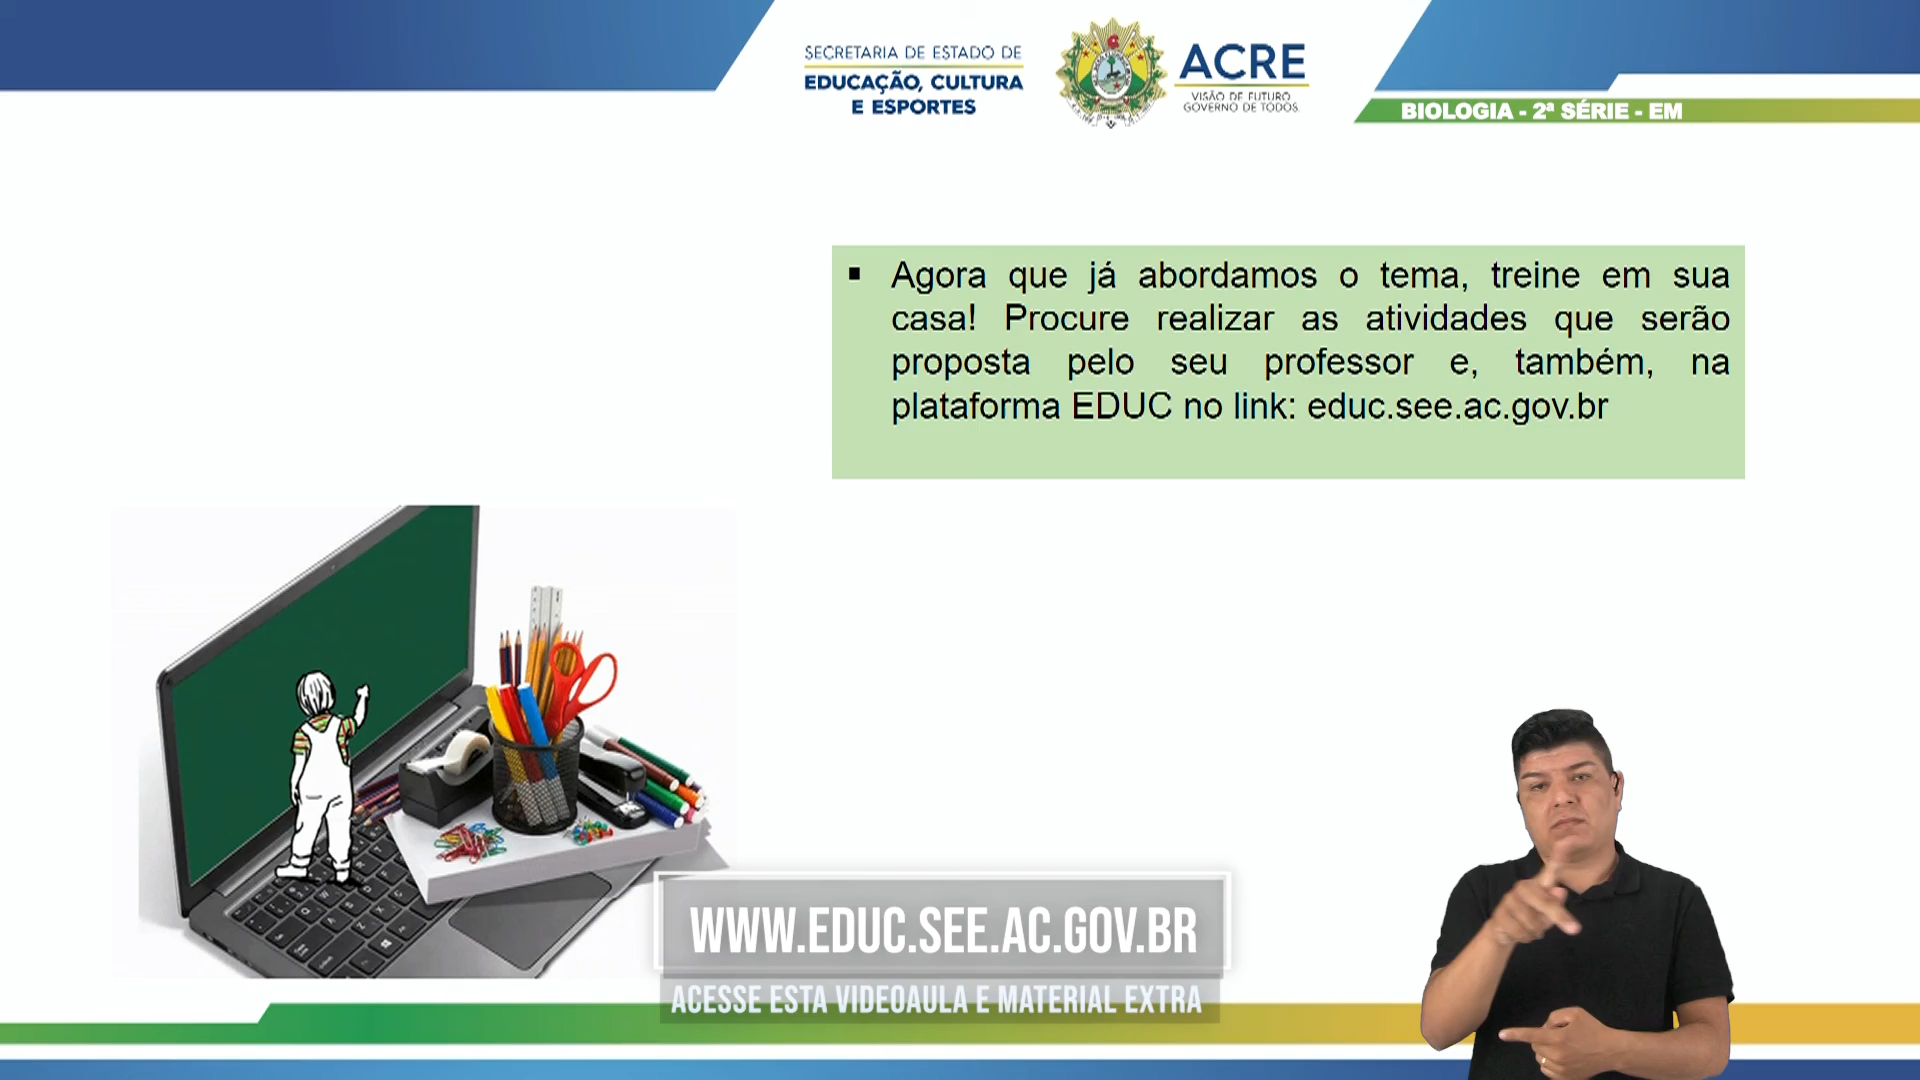 SECRETARIA DE ESTADO DE
EDUCAÇÃO, CULTURA
E ESPORTES
ACRE
VISÃO DE FUTURO.
GOVERNO DE TODOS.
BIOLOGIA - 2ª SÉRIE - EM
▪ Agora que já abordamos o tema, treine em sua
casa! Procure realizar as atividades que serão
proposta pelo seu professor e, também, na
plataforma EDUC no link: educ.see.ac.gov.br
WWW.EDUC.SEE.AC.GOV.BR
ACESSE ESTA VIDEOAULA E MATERIAL EXTRA